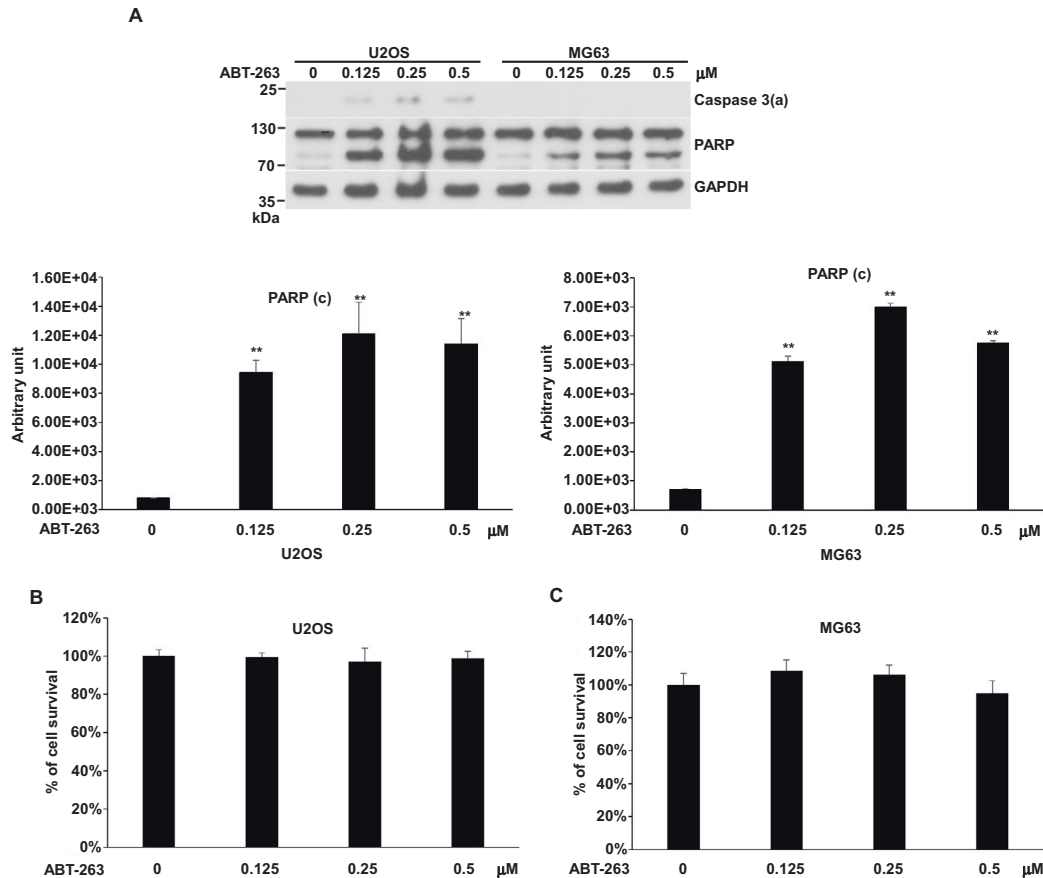 A
U2OS MG63
ABT-263 0 0.125 0.25 0.5 0 0.125 0.25 0.5 μM
25
Caspase 3(a)
130
PARP
70
GAPDH
35
kDa
PARP (c)
Arbitrary unit
1.60E+04
1.40E+04
1.20E+04
1.00E+04
8.00E+03
6.00E+03
4.00E+03
2.00E+03
0.00E+03
** ** **
ABT-263 0 0.125 0.25 0.5 μM
U2OS
PARP (c)
Arbitrary unit
8.00E+03
7.00E+03
6.00E+03
5.00E+03
4.00E+03
3.00E+03
2.00E+03
1.00E+03
0.00E+03
** ** **
ABT-263 0 0.125 0.25 0.5 μM
MG63
B
U2OS
% of cell survival
120%
100%
80%
60%
40%
20%
0%
ABT-263 0 0.125 0.25 0.5 μM
C
MG63
% of cell survival
140%
120%
100%
80%
60%
40%
20%
0%
ABT-263 0 0.125 0.25 0.5 μM